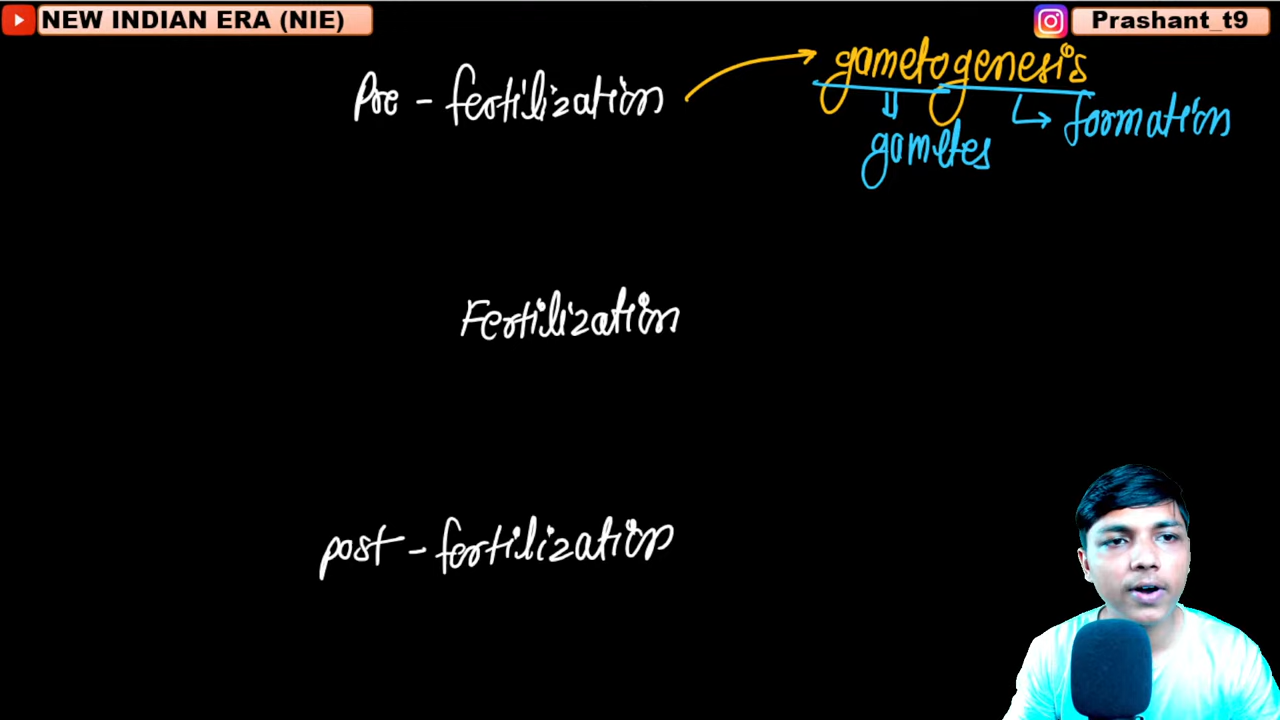 NEW INDIAN ERA (NIE)
Prashant_t9
Pre - fertilization
gametogenesis
gametes
formation
Fertilization
post - fertilization